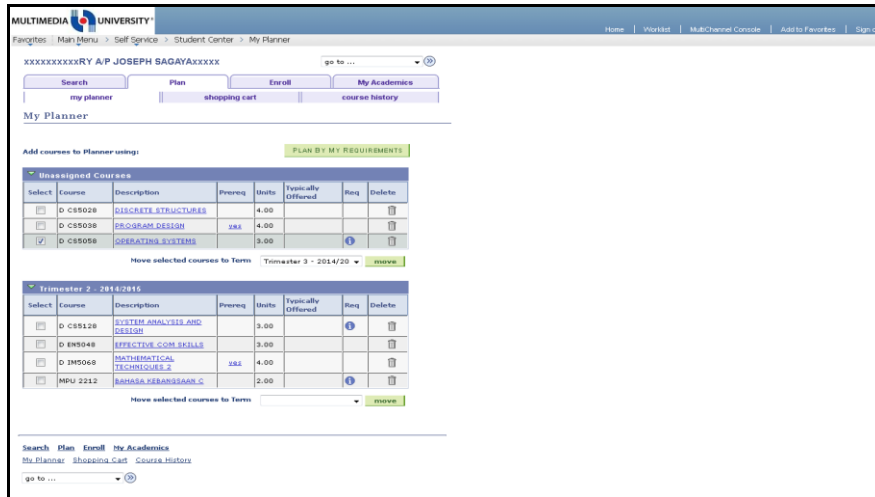 MULTIMEDIA UNIVERSITY
Home | Worklist | MultiChannel Console | Add to Favorites | Sign o
Favorites | Main Menu > Self Service > Student Center > My Planner
xxxxxxxxxxRY A/P JOSEPH SAGAYAxxxxx
go to ...
Search Plan Enroll My Academics
my planner shopping cart course history
My Planner
Add courses to Planner using:
PLAN BY MY REQUIREMENTS
Unassigned Courses
Select Course Description Prereq Units Typically Offered Req Delete
D CS5028 DISCRETE STRUCTURES 4.00
D CS5038 PROGRAM DESIGN yes 4.00
D CS5058 OPERATING SYSTEMS 3.00
Move selected courses to Term Trimester 3 - 2014/20 move
Trimester 2 - 2014/2015
Select Course Description Prereq Units Typically Offered Req Delete
D CS5128 SYSTEM ANALYSIS AND DESIGN 3.00
D EN5048 EFFECTIVE COM SKILLS 3.00
D IM5068 MATHEMATICAL TECHNIQUES 2 yes 4.00
MPU 2212 BAHASA KEBANGSAAN C 2.00
Move selected courses to Term move
Search Plan Enroll My Academics
My Planner Shopping Cart Course History
go to ...